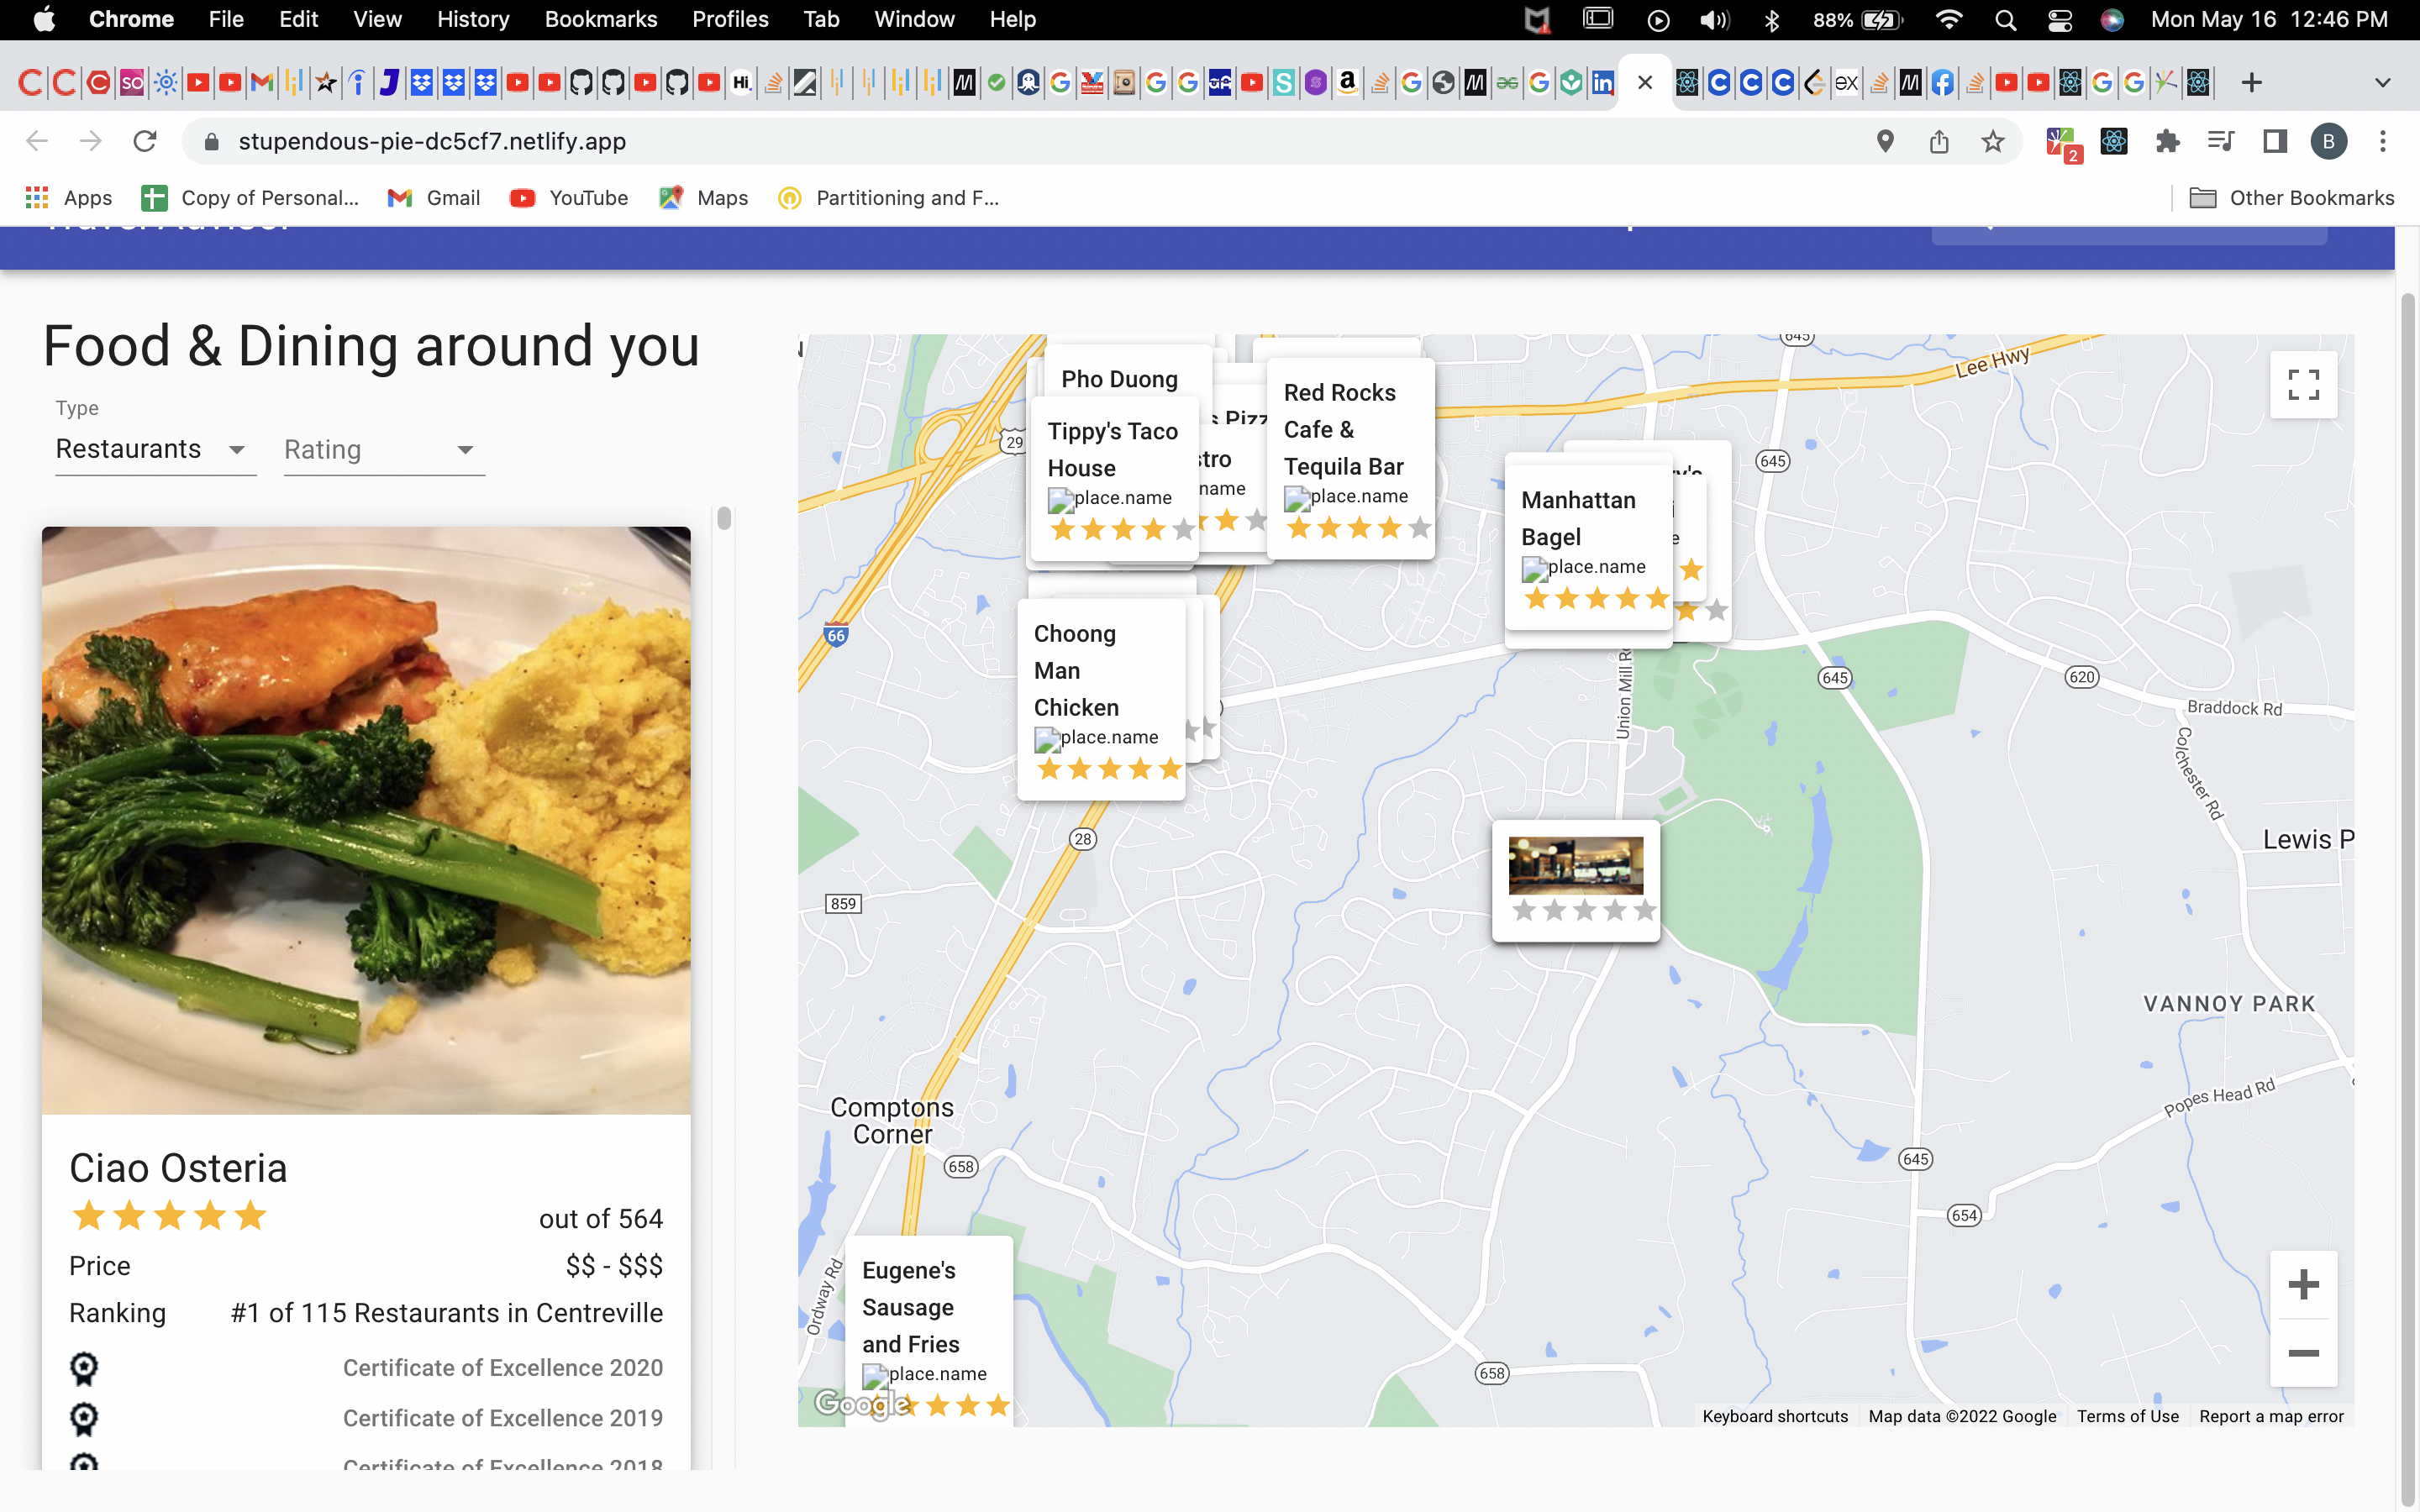 Chrome File Edit View History Bookmarks Profiles Tab Window Help 88% Mon May 16 12:46 PM
stupendous-pie-dc5cf7.netlify.app
2
B
Apps Copy of Personal... Gmail YouTube Maps Partitioning and F... Other Bookmarks
Travel Advisor
Food & Dining around you
Type
Restaurants Rating
Ciao Osteria
out of 564
Price $$ - $$$
Ranking #1 of 115 Restaurants in Centreville
Certificate of Excellence 2020
Certificate of Excellence 2019
Certificate of Excellence 2018
645
Lee Hwy
29
645
Pho Duong
Tippy's Taco
House
place.name
s Pizz
stro
name
Red Rocks
Cafe &
Tequila Bar
place.name
Manhattan
Bagel
place.name
66
Choong
Man
Chicken
place.name
Union Mill Rd
645
620
Braddock Rd
Colchester Rd
Lewis P
28
859
VANNOY PARK
Popes Head Rd
Comptons
Corner
658
645
654
Ordway Rd
Eugene's
Sausage
and Fries
place.name
658
Google
Keyboard shortcuts Map data ©2022 Google Terms of Use Report a map error